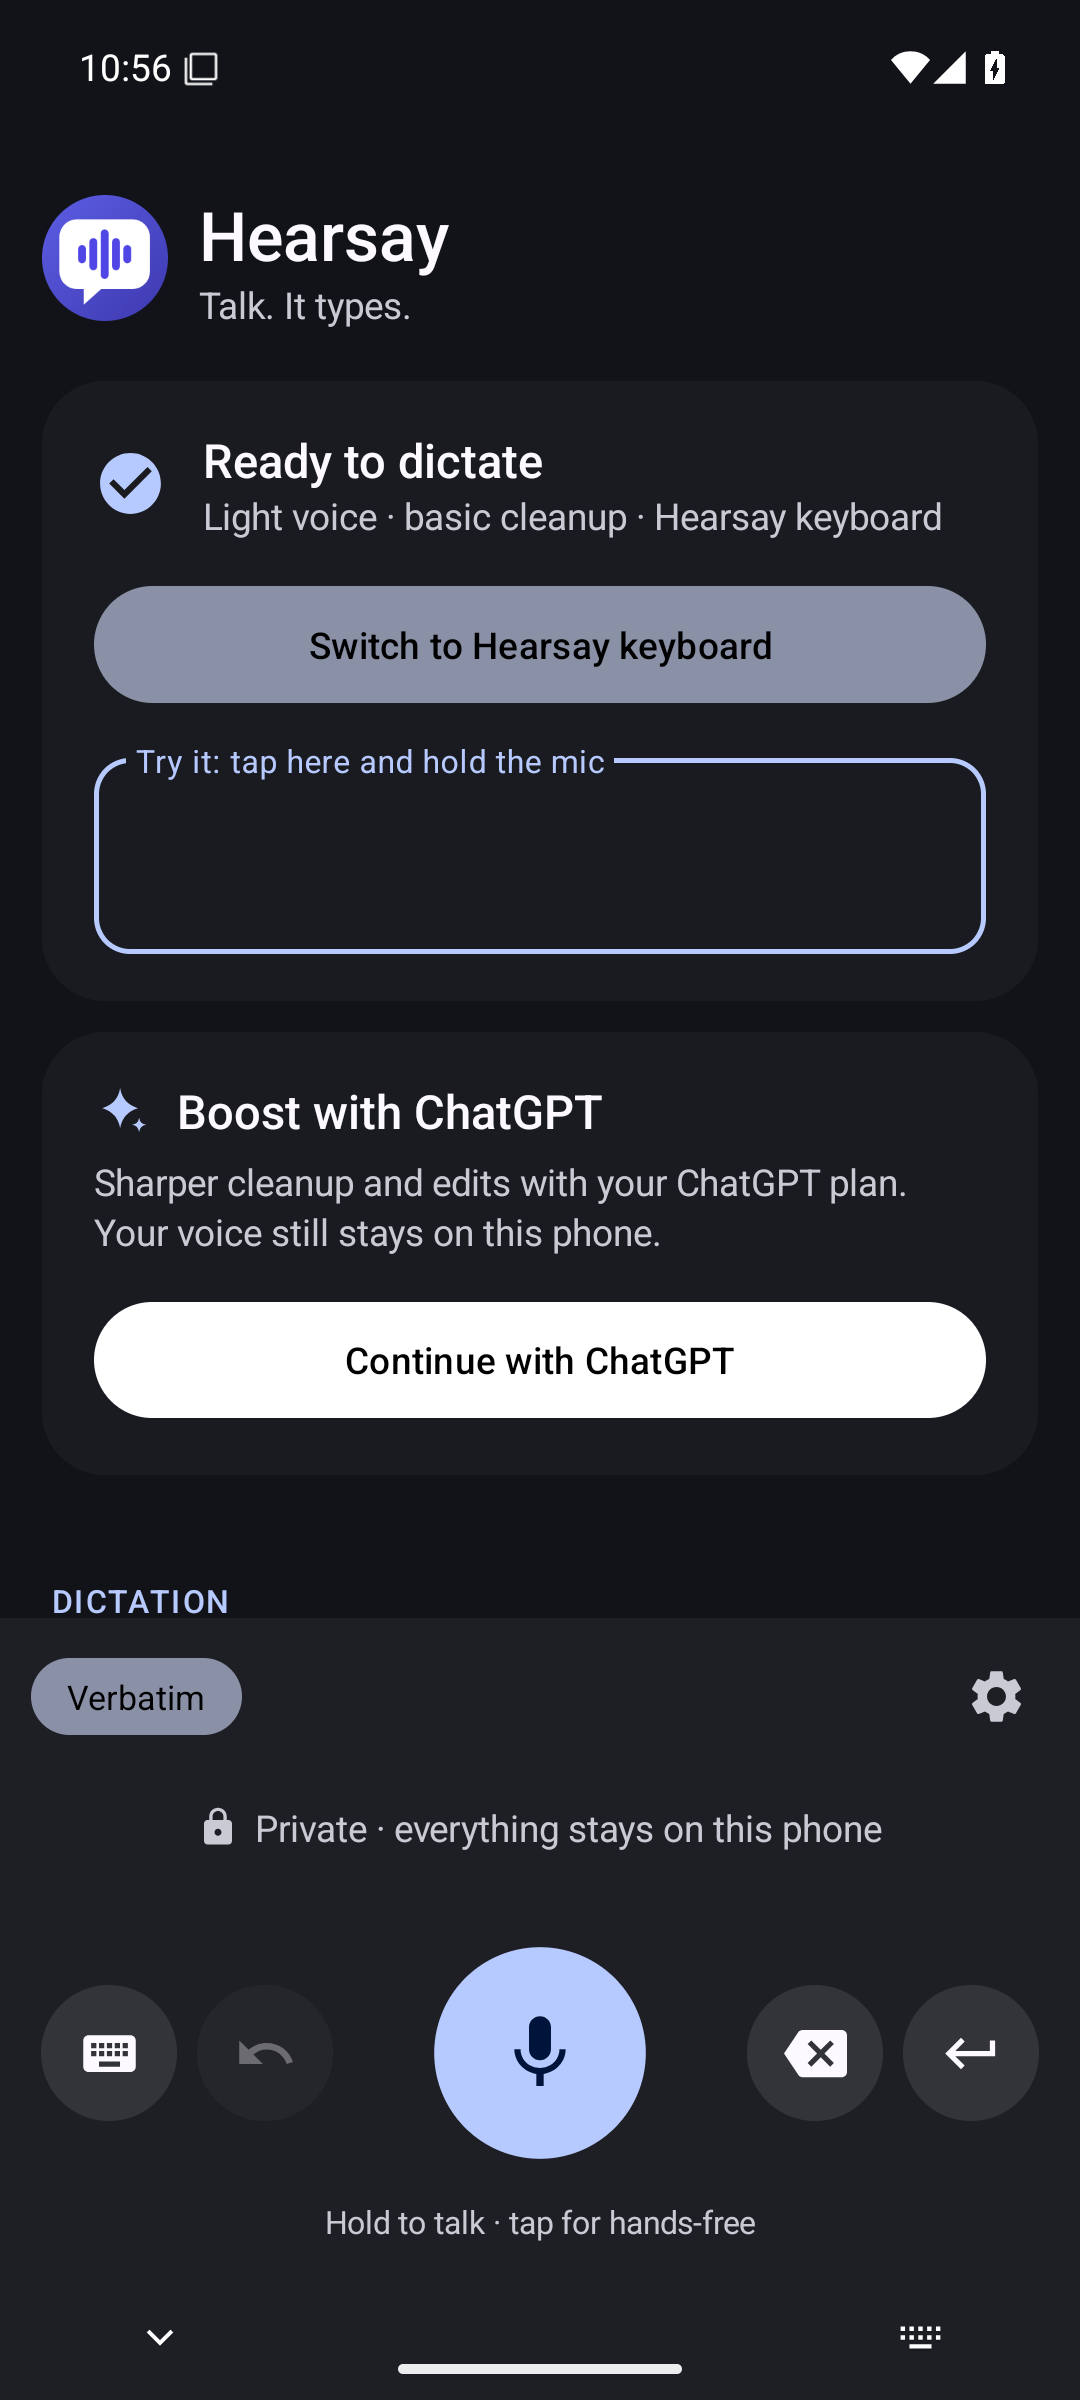 10:56
Hearsay
Talk. It types.
Ready to dictate
Light voice · basic cleanup · Hearsay keyboard
Switch to Hearsay keyboard
Try it: tap here and hold the mic
Boost with ChatGPT
Sharper cleanup and edits with your ChatGPT plan.
Your voice still stays on this phone.
Continue with ChatGPT
DICTATION
Verbatim
Private · everything stays on this phone
Hold to talk · tap for hands-free